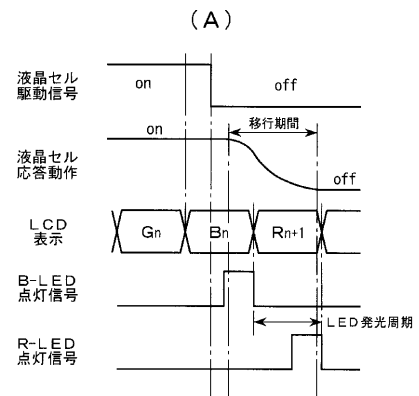 (A)
液晶セル
駆動信号
on
off
液晶セル
応答動作
on
移行期間
off
LCD
表示
Gn
Bn
Rn+1
B-LED
点灯信号
LED発光周期
R-LED
点灯信号